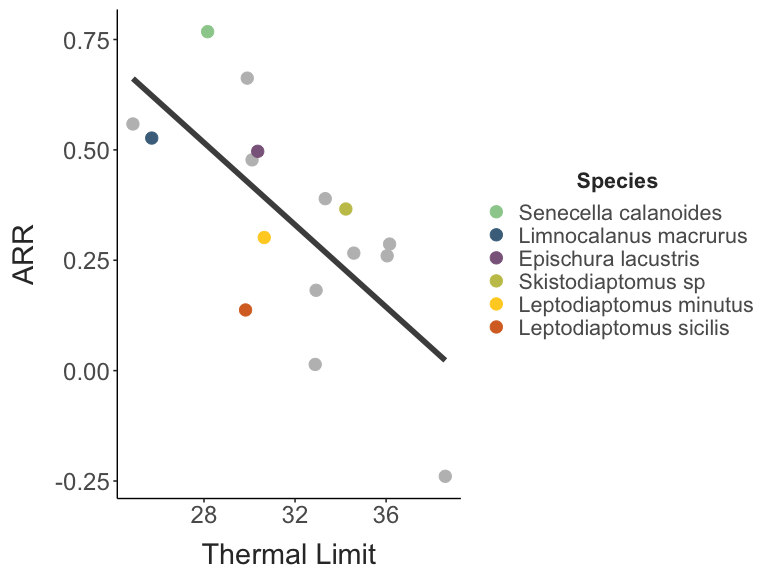 0.75
0.50
0.25
0.00
-0.25
ARR
28 32 36
Thermal Limit
Species
Senecella calanoides
Limnocalanus macrurus
Epischura lacustris
Skistodiaptomus sp
Leptodiaptomus minutus
Leptodiaptomus sicilis